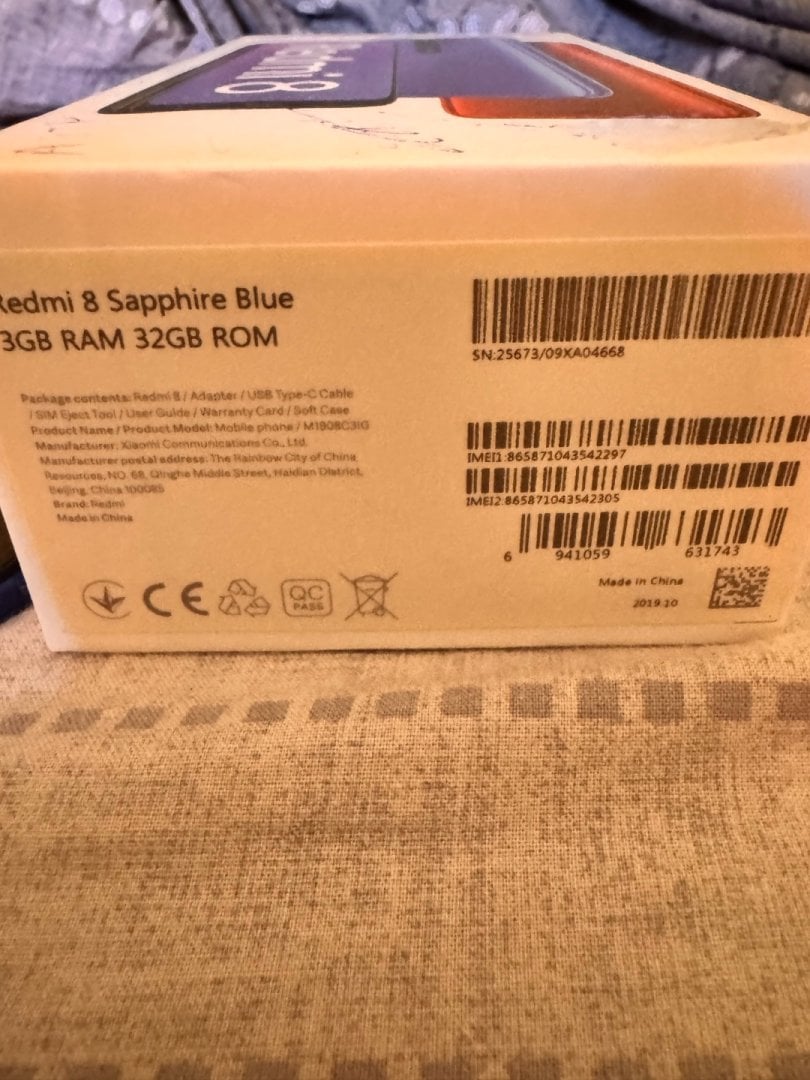 Redmi 8
Redmi 8 Sapphire Blue
3GB RAM 32GB ROM
Package contents: Redmi 8 / Adapter / USB Type-C Cable
/ SIM Eject Tool / User Guide / Warranty Card / Soft Case
Product Name / Product Model: Mobile phone / M1908C3IG
Manufacturer: Xiaomi Communications Co., Ltd.
Manufacturer postal address: The Rainbow City of China
Resources, NO. 68, Qinghe Middle Street, Haidian District,
Beijing, China 100085
Brand: Redmi
Made in China
CE
QC
PASS
SN:25673/09XA04668
IMEI1:865871043542297
IMEI2:865871043542305
6 941059 631743
Made in China
2019.10